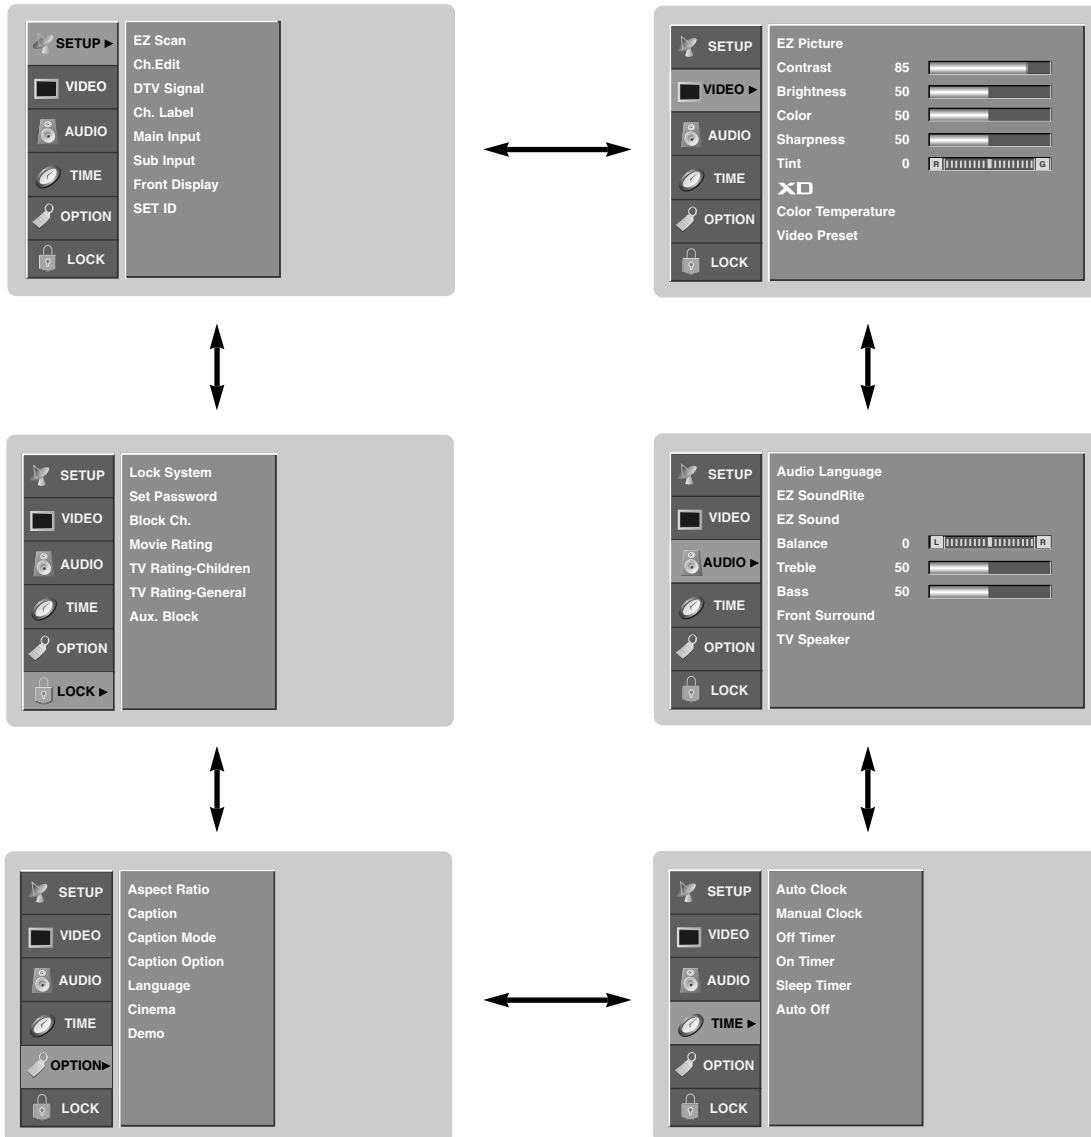 SETUP
VIDEO
AUDIO
TIME
OPTION
LOCK
EZ Scan
Ch.Edit
DTV Signal
Ch. Label
Main Input
Sub Input
Front Display
SET ID
SETUP
VIDEO
AUDIO
TIME
OPTION
LOCK
EZ Picture
Contrast 85
Brightness 50
Color 50
Sharpness 50
Tint 0 R G
XD
Color Temperature
Video Preset
SETUP
VIDEO
AUDIO
TIME
OPTION
LOCK
Lock System
Set Password
Block Ch.
Movie Rating
TV Rating-Children
TV Rating-General
Aux. Block
SETUP
VIDEO
AUDIO
TIME
OPTION
LOCK
Audio Language
EZ SoundRite
EZ Sound
Balance 0 L R
Treble 50
Bass 50
Front Surround
TV Speaker
SETUP
VIDEO
AUDIO
TIME
OPTION
LOCK
Aspect Ratio
Caption
Caption Mode
Caption Option
Language
Cinema
Demo
SETUP
VIDEO
AUDIO
TIME
OPTION
LOCK
Auto Clock
Manual Clock
Off Timer
On Timer
Sleep Timer
Auto Off